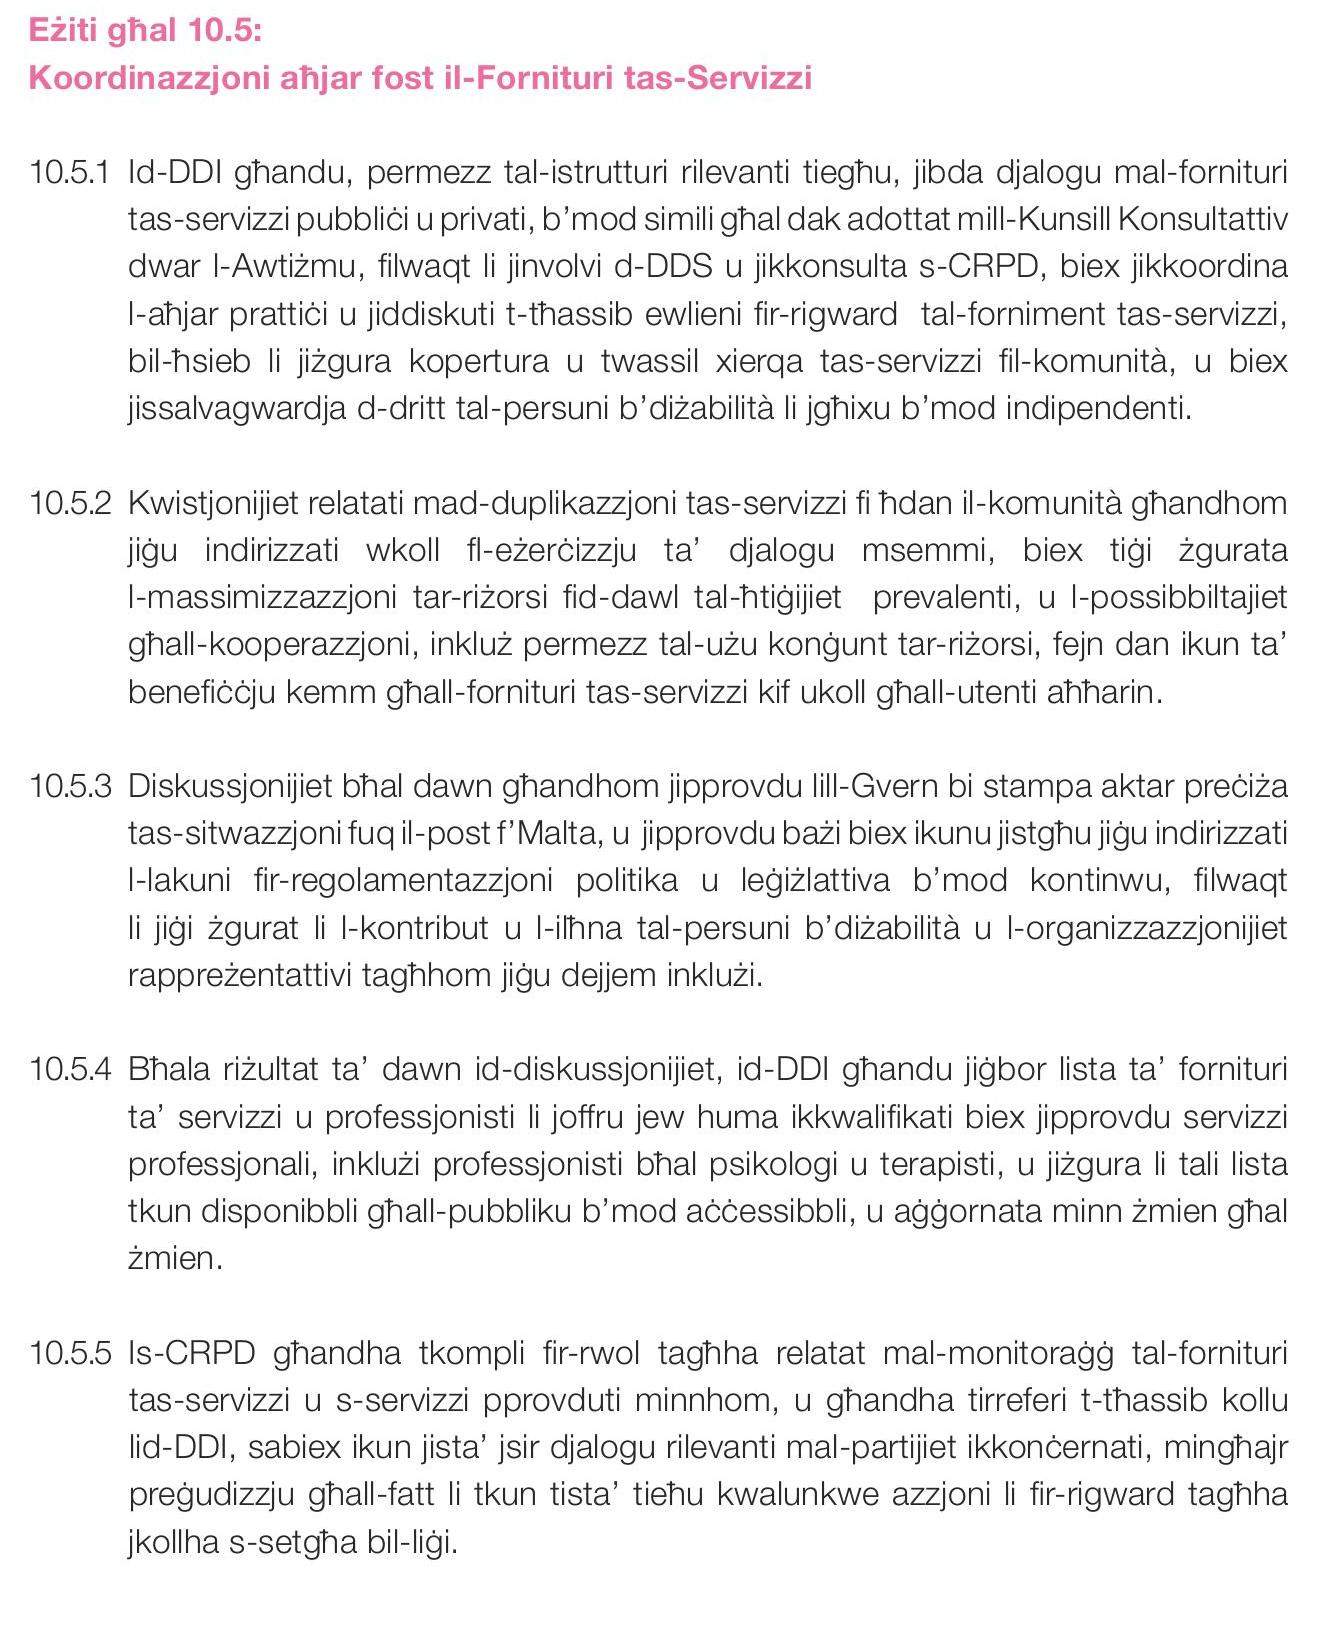 Eżiti għal 10.5:
Koordinazzjoni aħjar fost il-Fornituri tas-Servizzi
10.5.1 Id-DDI għandu, permezz tal-istrutturi rilevanti tiegħu, jibda djalogu mal-fornituri
tas-servizzi pubbliċi u privati, b’mod simili għal dak adottat mill-Kunsill Konsultattiv
dwar l-Awtiżmu, filwaqt li jinvolvi d-DDS u jikkonsulta s-CRPD, biex jikkoordina
l-aħjar prattiċi u jiddiskuti t-tħassib ewlieni fir-rigward tal-forniment tas-servizzi,
bil-ħsieb li jiżgura kopertura u twassil xierqa tas-servizzi fil-komunità, u biex
jissalvagwardja d-dritt tal-persuni b’diżabilità li jgħixu b’mod indipendenti.
10.5.2 Kwistjonijiet relatati mad-duplikazzjoni tas-servizzi fi ħdan il-komunità għandhom
jiġu indirizzati wkoll fl-eżerċizzju ta’ djalogu msemmi, biex tiġi żgurata
l-massimizzazzjoni tar-riżorsi fid-dawl tal-ħtiġijiet prevalenti, u l-possibbiltajiet
għall-kooperazzjoni, inkluż permezz tal-użu konġunt tar-riżorsi, fejn dan ikun ta’
benefiċċju kemm għall-fornituri tas-servizzi kif ukoll għall-utenti aħħarin.
10.5.3 Diskussjonijiet bħal dawn għandhom jipprovdu lill-Gvern bi stampa aktar preċiża
tas-sitwazzjoni fuq il-post f’Malta, u jipprovdu bażi biex ikunu jistgħu jiġu indirizzati
l-lakuni fir-regolamentazzjoni politika u leġiżlattiva b’mod kontinwu, filwaqt
li jiġi żgurat li l-kontribut u l-ilħna tal-persuni b’diżabilità u l-organizzazzjonijiet
rappreżentattivi tagħhom jiġu dejjem inklużi.
10.5.4 Bħala riżultat ta’ dawn id-diskussjonijiet, id-DDI għandu jiġbor lista ta’ fornituri
ta’ servizzi u professjonisti li joffru jew huma ikkwalifikati biex jipprovdu servizzi
professjonali, inklużi professjonisti bħal psikologi u terapisti, u jiżgura li tali lista
tkun disponibbli għall-pubbliku b’mod aċċessibbli, u aġġornata minn żmien għal
żmien.
10.5.5 Is-CRPD għandha tkompli fir-rwol tagħha relatat mal-monitoraġġ tal-fornituri
tas-servizzi u s-servizzi pprovduti minnhom, u għandha tirreferi t-tħassib kollu
lid-DDI, sabiex ikun jista’ jsir djalogu rilevanti mal-partijiet ikkonċernati, mingħajr
preġudizzju għall-fatt li tkun tista’ tieħu kwalunkwe azzjoni li fir-rigward tagħha
jkollha s-setgħa bil-liġi.